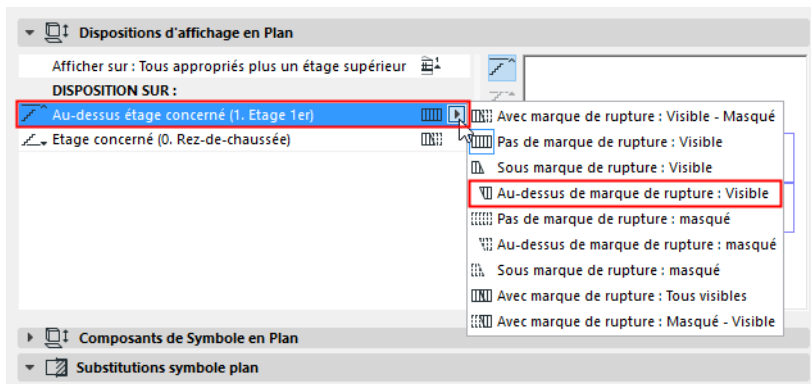 Dispositions d'affichage en Plan
Afficher sur : Tous appropriés plus un étage supérieur
DISPOSITION SUR :
Au-dessus étage concerné (1. Etage 1er)
Etage concerné (0. Rez-de-chaussée)
Avec marque de rupture : Visible - Masqué
Pas de marque de rupture : Visible
Sous marque de rupture : Visible
Au-dessus de marque de rupture : Visible
Pas de marque de rupture : masqué
Au-dessus de marque de rupture : masqué
Sous marque de rupture : masqué
Avec marque de rupture : Tous visibles
Avec marque de rupture : Masqué - Visible
Composants de Symbole en Plan
Substitutions symbole plan